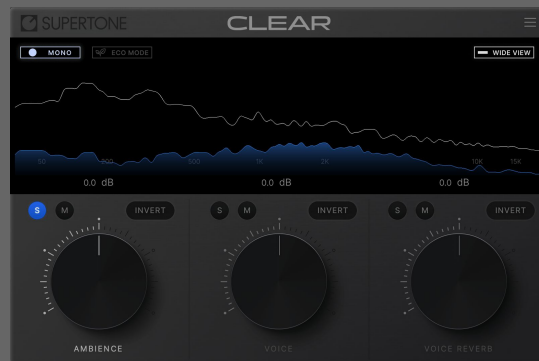 SUPERTONE CLEAR
MONO ECO MODE WIDE VIEW
50 200 500 1K 2K 10K 15K
0.0 dB 0.0 dB 0.0 dB
S M INVERT S M INVERT S M INVERT
AMBIENCE VOICE VOICE REVERB